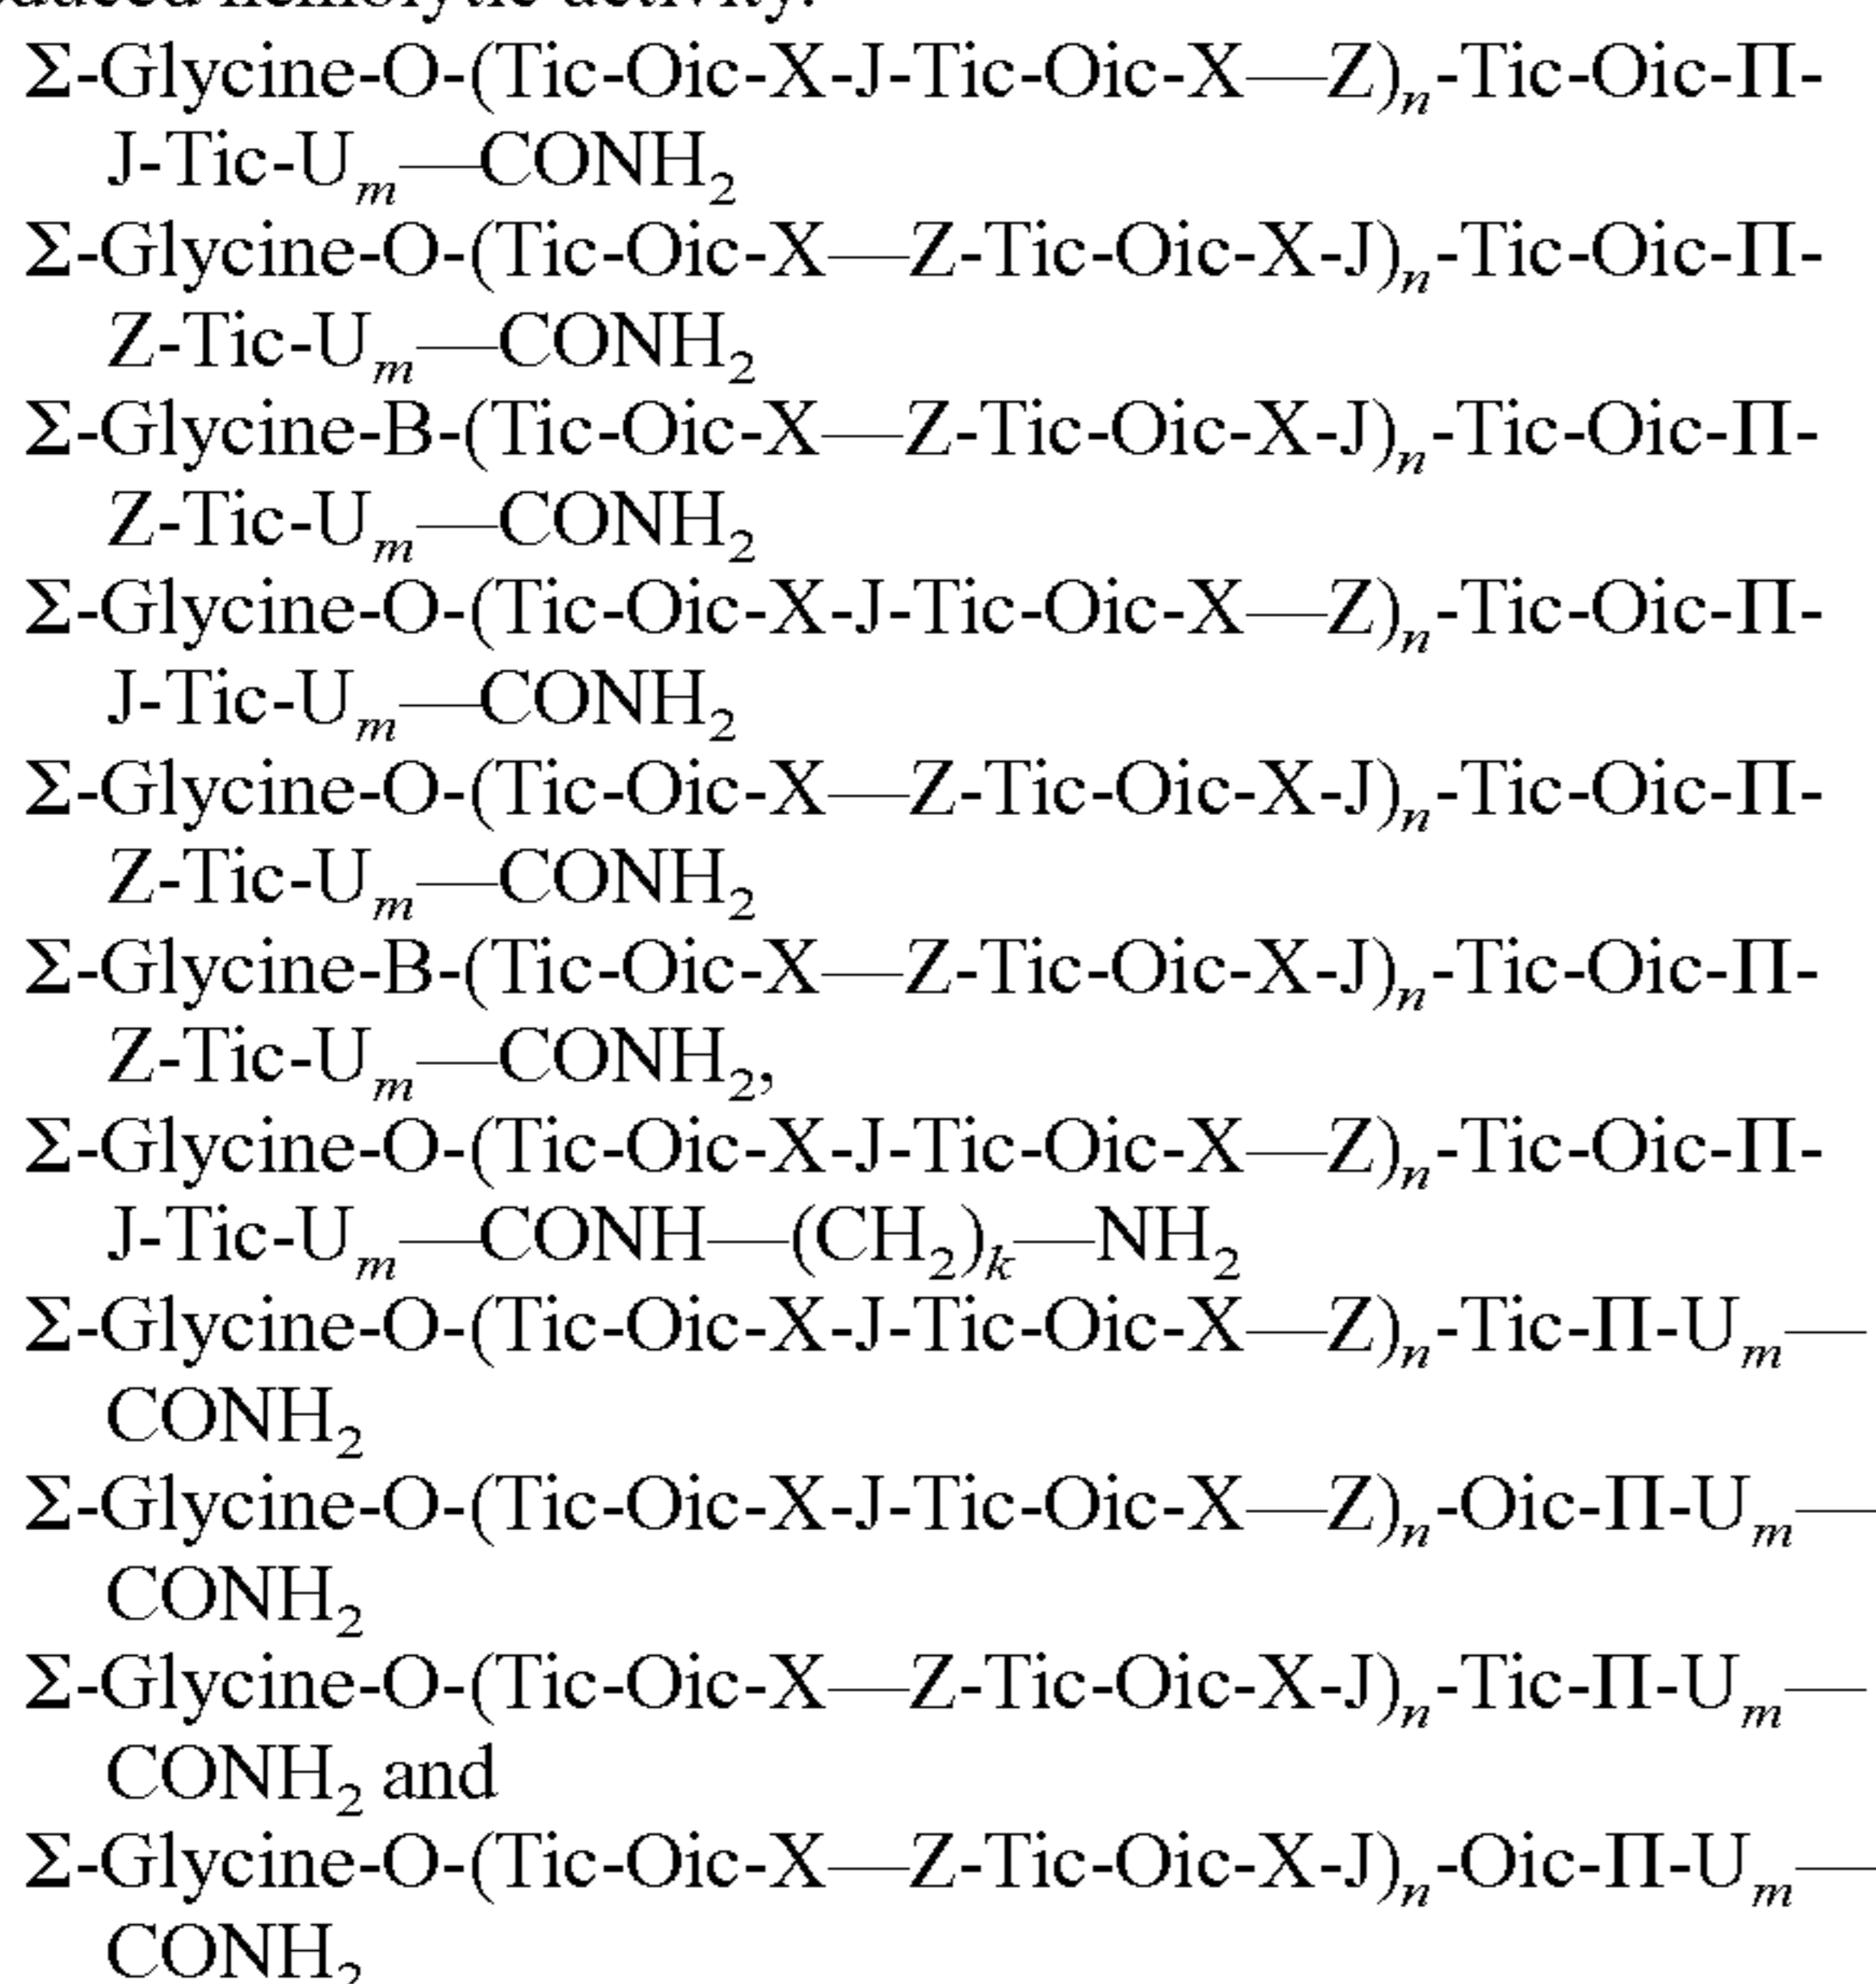 hemolytic activity.
Σ-Glycine-O-(Tic-Oic-X-J-Tic-Oic-X—Z)ₙ-Tic-Oic-Π-
J-Tic-Uₘ—CONH₂
Σ-Glycine-O-(Tic-Oic-X—Z-Tic-Oic-X-J)ₙ-Tic-Oic-Π-
Z-Tic-Uₘ—CONH₂
Σ-Glycine-B-(Tic-Oic-X—Z-Tic-Oic-X-J)ₙ-Tic-Oic-Π-
Z-Tic-Uₘ—CONH₂
Σ-Glycine-O-(Tic-Oic-X-J-Tic-Oic-X—Z)ₙ-Tic-Oic-Π-
J-Tic-Uₘ—CONH₂
Σ-Glycine-O-(Tic-Oic-X—Z-Tic-Oic-X-J)ₙ-Tic-Oic-Π-
Z-Tic-Uₘ—CONH₂
Σ-Glycine-B-(Tic-Oic-X—Z-Tic-Oic-X-J)ₙ-Tic-Oic-Π-
Z-Tic-Uₘ—CONH₂,
Σ-Glycine-O-(Tic-Oic-X-J-Tic-Oic-X—Z)ₙ-Tic-Oic-Π-
J-Tic-Uₘ—CONH—(CH₂)ₖ—NH₂
Σ-Glycine-O-(Tic-Oic-X-J-Tic-Oic-X—Z)ₙ-Tic-Π-Uₘ—
CONH₂
Σ-Glycine-O-(Tic-Oic-X-J-Tic-Oic-X—Z)ₙ-Oic-Π-Uₘ—
CONH₂
Σ-Glycine-O-(Tic-Oic-X—Z-Tic-Oic-X-J)ₙ-Tic-Π-Uₘ—
CONH₂ and
Σ-Glycine-O-(Tic-Oic-X—Z-Tic-Oic-X-J)ₙ-Oic-Π-Uₘ—
CONH₂